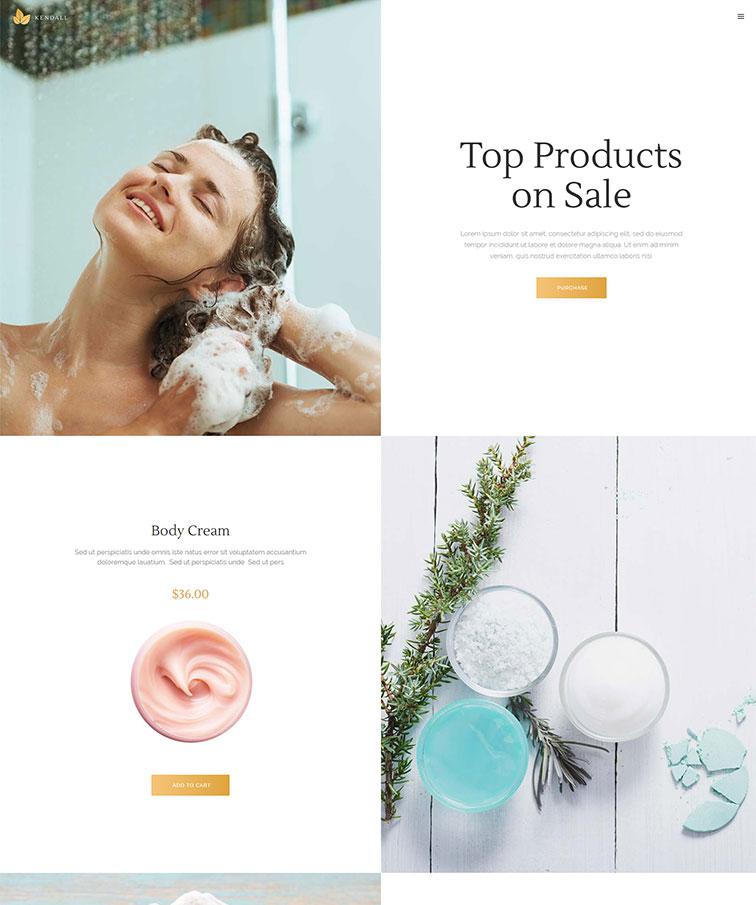 KENDALL
Top Products
on Sale
Lorem ipsum dolor sit amet, consectetur adipiscing elit, sed do eiusmod
tempor incididunt ut labore et dolore magna aliqua. Ut enim ad minim
veniam, quis nostrud exercitation ullamco laboris nisi
PURCHASE
Body Cream
Sed ut perspiciatis unde omnis iste natus error sit voluptatem accusantium
doloremque lauatium. Sed ut perspiciatis unde Sed ut pers
$36.00
ADD TO CART